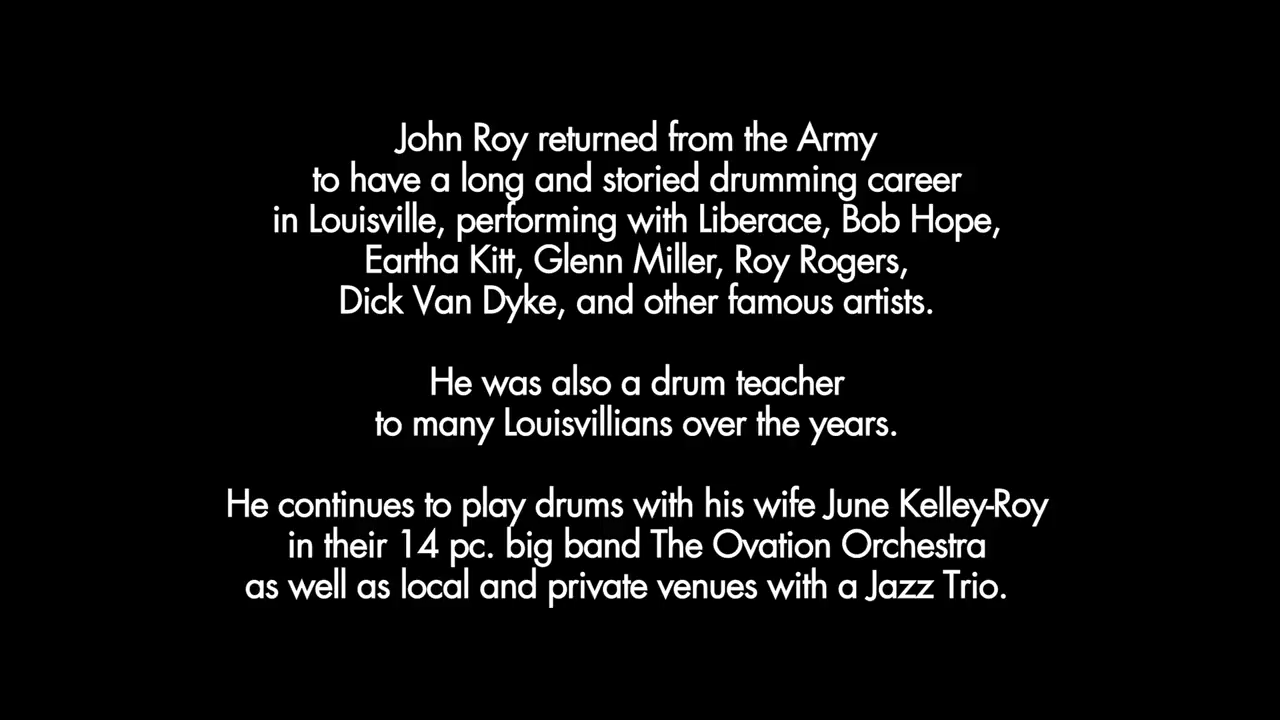 John Roy returned from the Army
to have a long and storied drumming career
in Louisville, performing with Liberace, Bob Hope,
Eartha Kitt, Glenn Miller, Roy Rogers,
Dick Van Dyke, and other famous artists.
He was also a drum teacher
to many Louisvillians over the years.
He continues to play drums with his wife June Kelley-Roy
in their 14 pc. big band The Ovation Orchestra
as well as local and private venues with a Jazz Trio.